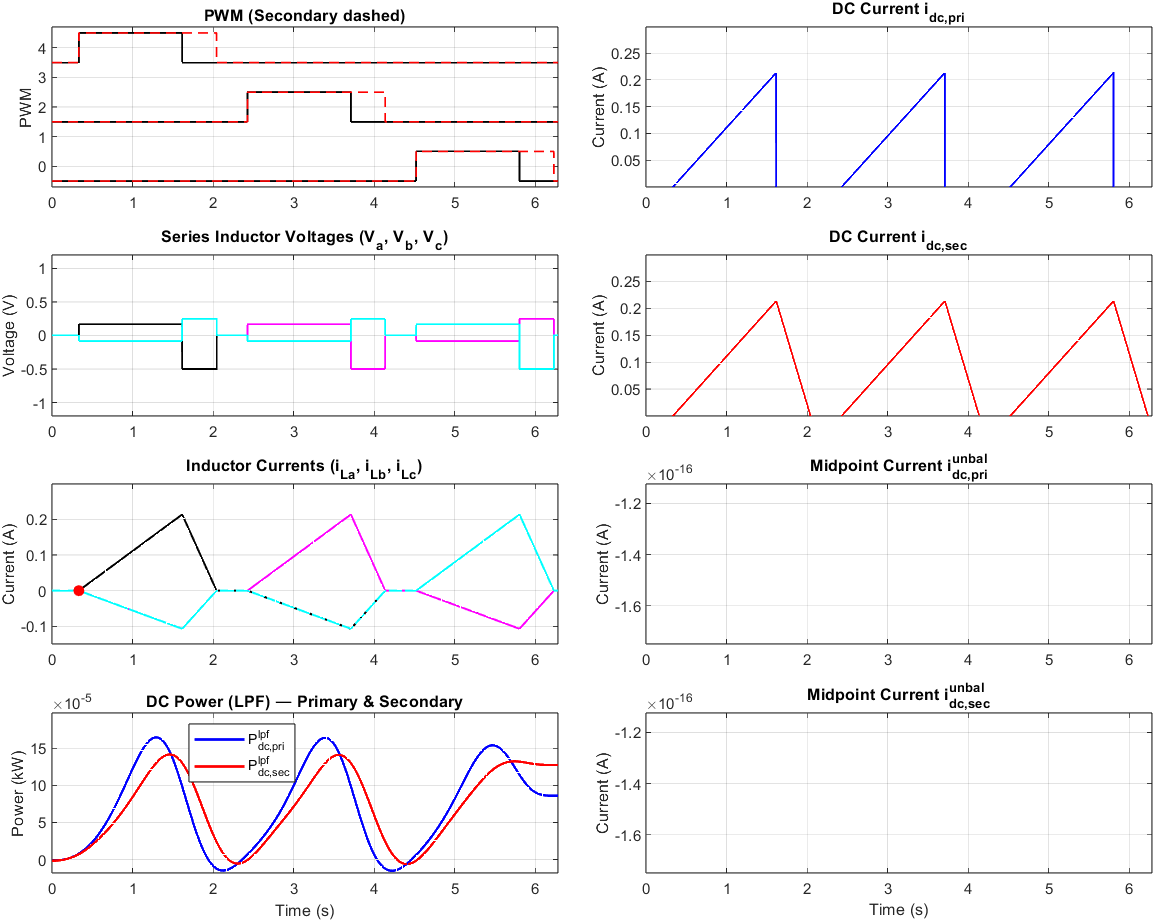 PWM (Secondary dashed)
PWM
4
3
2
1
0
0 1 2 3 4 5 6
DC Current i_dc,pri
Current (A)
0.25
0.2
0.15
0.1
0.05
0 1 2 3 4 5 6
Series Inductor Voltages (V_a, V_b, V_c)
Voltage (V)
1
0.5
0
-0.5
-1
0 1 2 3 4 5 6
DC Current i_dc,sec
Current (A)
0.25
0.2
0.15
0.1
0.05
0 1 2 3 4 5 6
Inductor Currents (i_La, i_Lb, i_Lc)
Current (A)
0.2
0.1
0
-0.1
0 1 2 3 4 5 6
Midpoint Current i_dc,pri^unbal
×10^-16
Current (A)
-1.2
-1.4
-1.6
0 1 2 3 4 5 6
DC Power (LPF) — Primary & Secondary
×10^-5
Power (kW)
15
10
5
0
P_dc,pri^lpf
P_dc,sec^lpf
0 1 2 3 4 5 6
Time (s)
Midpoint Current i_dc,sec^unbal
×10^-16
Current (A)
-1.2
-1.4
-1.6
0 1 2 3 4 5 6
Time (s)